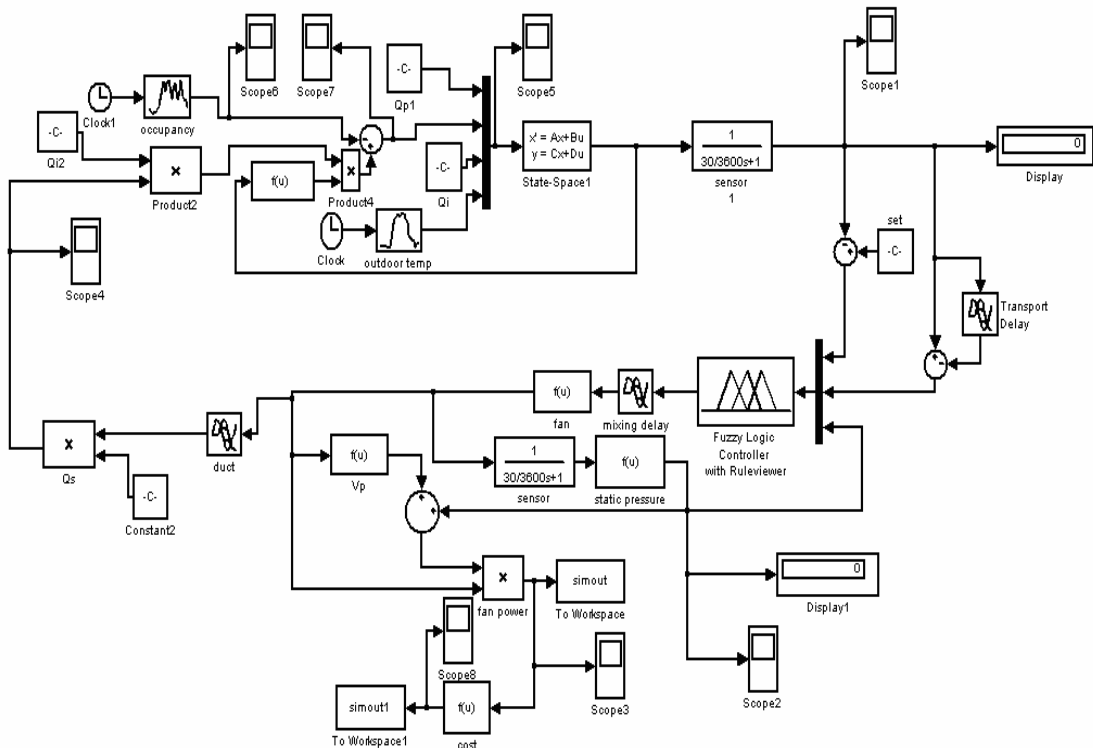 Clock1
occupancy
Scope6
Scope7
-C-
Qp1
Scope5
Scope1
-C-
Qi2
×
Product2
f(u)
×
Product4
-C-
Qi
x' = Ax+Bu
y = Cx+Du
State-Space1
1
30/3600s+1
sensor
1
0
Display
Clock
outdoor temp
set
-C-
Scope4
Transport
Delay
×
Qs
duct
-C-
Constant2
f(u)
Vp
f(u)
fan
mixing delay
Fuzzy Logic
Controller
with Ruleviewer
1
30/3600s+1
sensor
f(u)
static pressure
×
fan power
simout
To Workspace
0
Display1
Scope8
Scope3
Scope2
simout1
To Workspace1
f(u)
cost